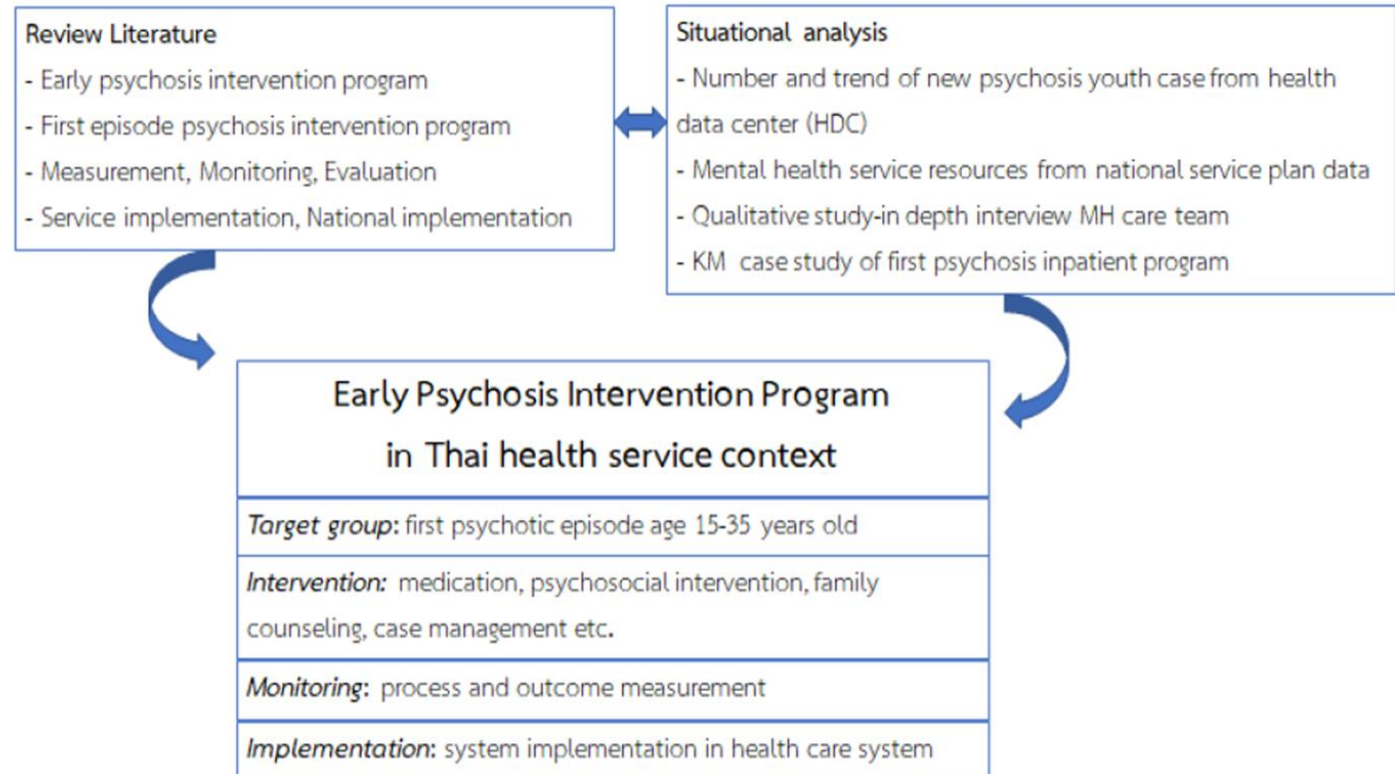 Review Literature
- Early psychosis intervention program
- First episode psychosis intervention program
- Measurement, Monitoring, Evaluation
- Service implementation, National implementation
Situational analysis
- Number and trend of new psychosis youth case from health
data center (HDC)
- Mental health service resources from national service plan data
- Qualitative study-in depth interview MH care team
- KM case study of first psychosis inpatient program
Early Psychosis Intervention Program
in Thai health service context
Target group: first psychotic episode age 15-35 years old
Intervention: medication, psychosocial intervention, family
counseling, case management etc.
Monitoring: process and outcome measurement
Implementation: system implementation in health care system